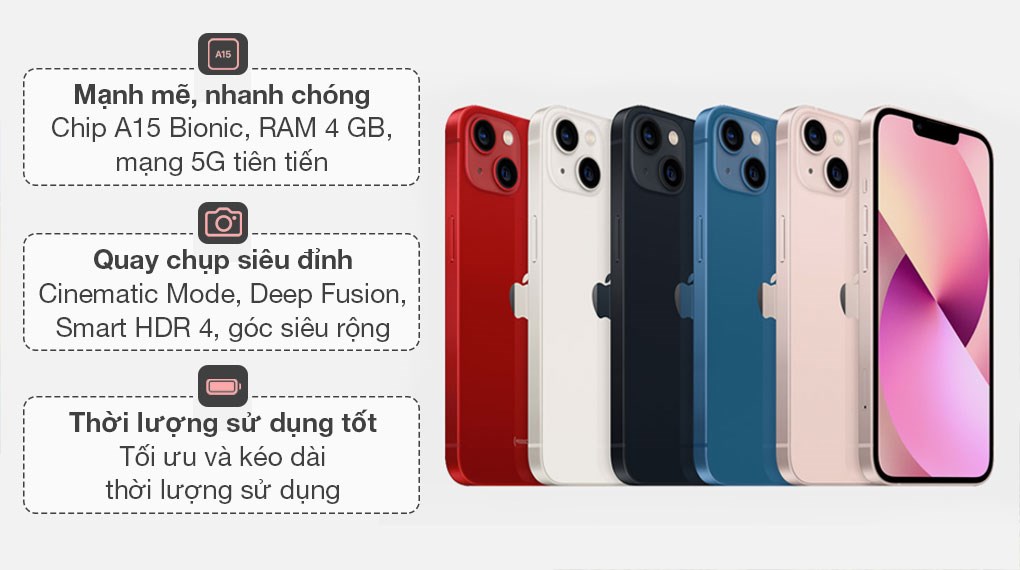 A15
Mạnh mẽ, nhanh chóng
Chip A15 Bionic, RAM 4 GB,
mạng 5G tiên tiến
Quay chụp siêu đỉnh
Cinematic Mode, Deep Fusion,
Smart HDR 4, góc siêu rộng
Thời lượng sử dụng tốt
Tối ưu và kéo dài
thời lượng sử dụng